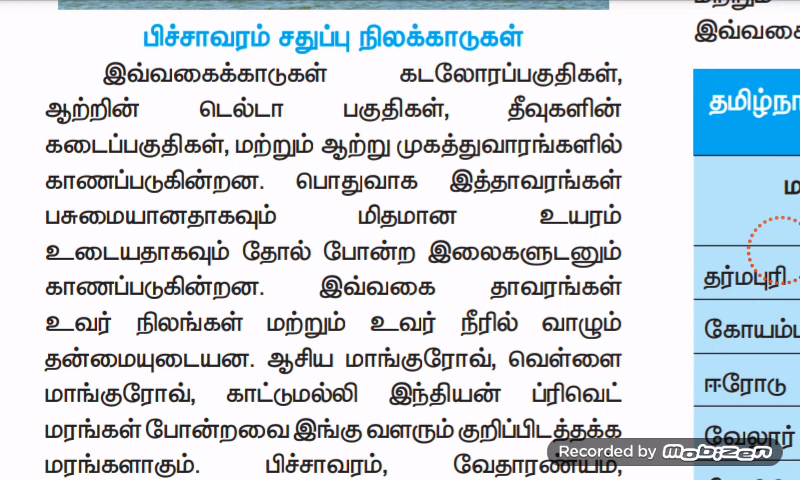 பிச்சாவரம் சதுப்பு நிலக்காடுகள்
இவ்வகைக்காடுகள் கடலோரப்பகுதிகள்,
ஆற்றின் டெல்டா பகுதிகள், தீவுகளின்
கடைப்பகுதிகள், மற்றும் ஆற்று முகத்துவாரங்களில்
காணப்படுகின்றன. பொதுவாக இத்தாவரங்கள்
பசுமையானதாகவும் மிதமான உயரம்
உடையதாகவும் தோல் போன்ற இலைகளுடனும்
காணப்படுகின்றன. இவ்வகை தாவரங்கள்
உவர் நிலங்கள் மற்றும் உவர் நீரில் வாழும்
தன்மையுடையன. ஆசிய மாங்குரோவ், வெள்ளை
மாங்குரோவ், காட்டுமல்லி இந்தியன் ப்ரிவெட்
மரங்கள் போன்றவை இங்கு வளரும் குறிப்பிடத்தக்க
மரங்களாகும். பிச்சாவரம், வேதாரண்யம்,
இவ்வகை
தமிழ்நா
ம
தர்மபுரி
கோயம்ப
ஈரோடு
வேலூர்
Recorded by Mobizen